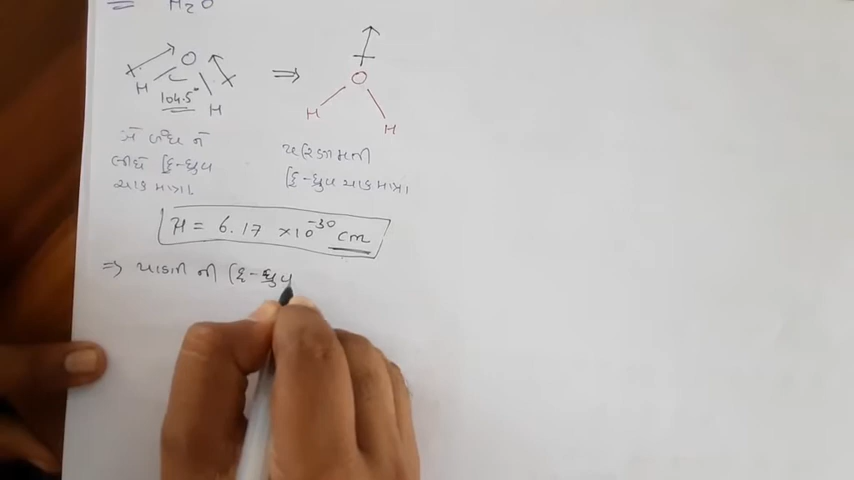 H₂O
O
H
104.5°
H
⇒
O
H
H
બે બંધ ને
લીધે દ્વિ-ધ્રુવ
ચાકમાત્રા
પરિણામી
દ્વિ-ધ્રુવ ચાકમાત્રા
M = 6.17 ×10⁻³⁰ cm
⇒ પાણી ની દ્વિ-ધ્રુવ